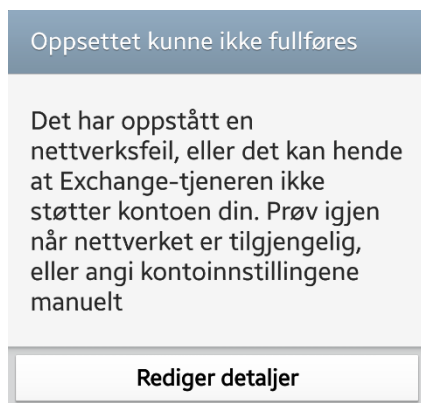 Oppsettet kunne ikke fullføres
Det har oppstått en
nettverksfeil, eller det kan hende
at Exchange-tjeneren ikke
støtter kontoen din. Prøv igjen
når nettverket er tilgjengelig,
eller angi kontoinnstillingene
manuelt
Rediger detaljer